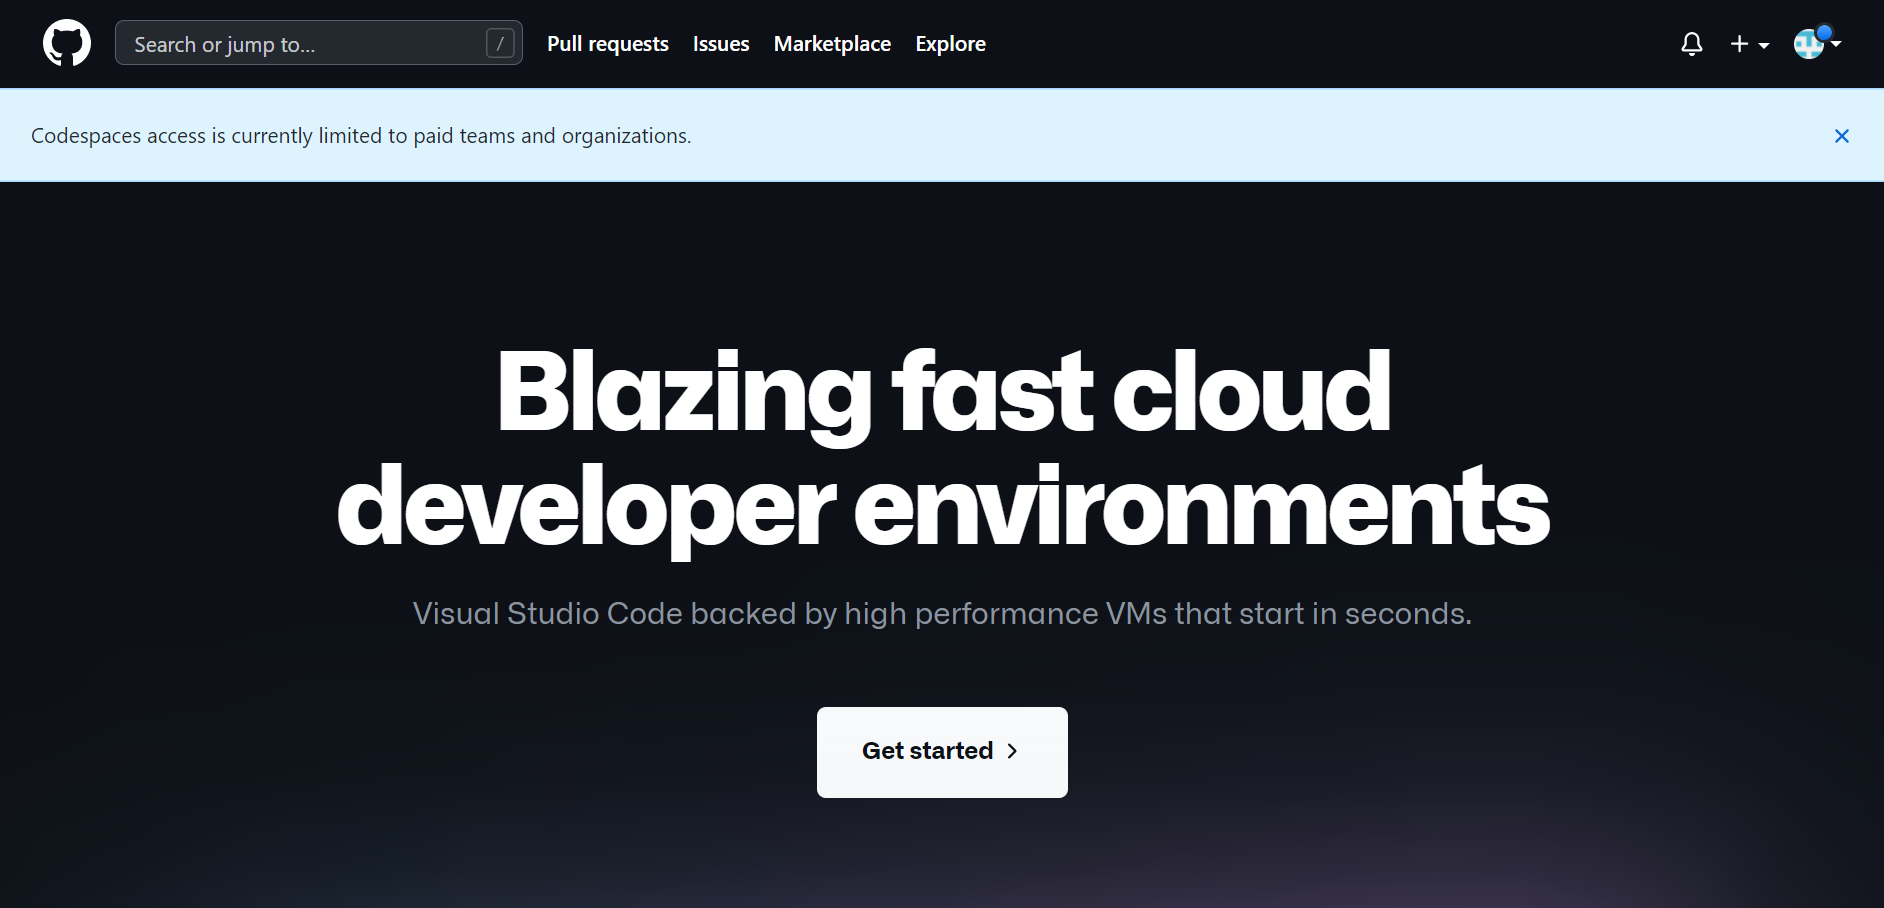 Search or jump to...
/
Pull requests
Issues
Marketplace
Explore
Codespaces access is currently limited to paid teams and organizations.
Blazing fast cloud
developer environments
Visual Studio Code backed by high performance VMs that start in seconds.
Get started